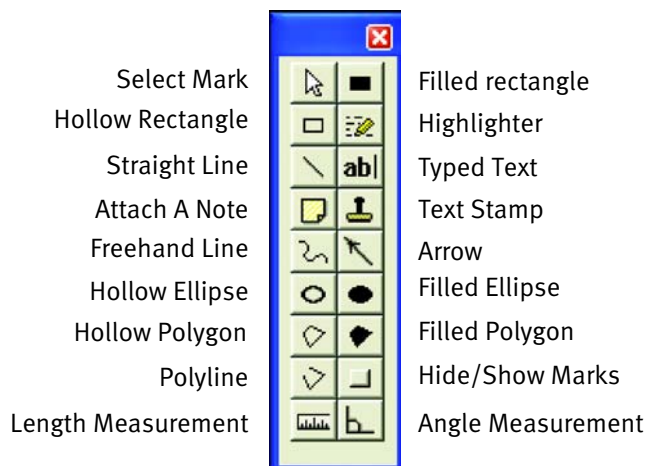 Select Mark Filled rectangle
Hollow Rectangle Highlighter
Straight Line ab| Typed Text
Attach A Note Text Stamp
Freehand Line Arrow
Hollow Ellipse Filled Ellipse
Hollow Polygon Filled Polygon
Polyline Hide/Show Marks
Length Measurement Angle Measurement